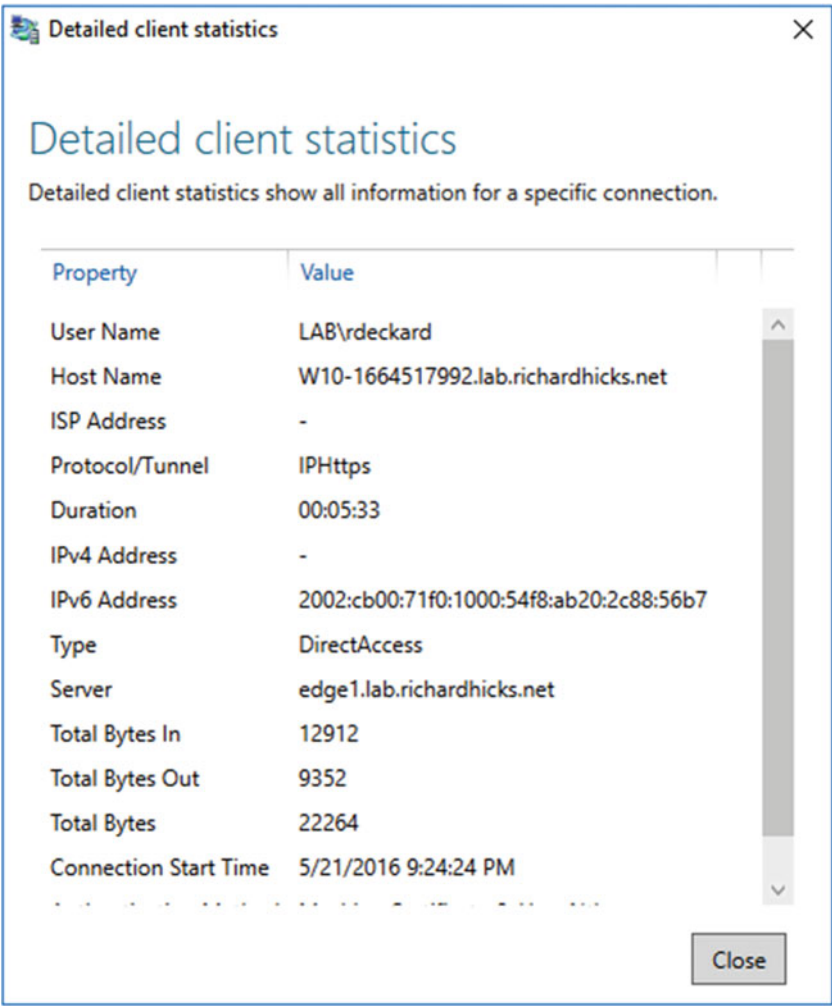 Detailed client statistics
Detailed client statistics
Detailed client statistics show all information for a specific connection.
Property Value
User Name LAB\rdeckard
Host Name W10-1664517992.lab.richardhicks.net
ISP Address -
Protocol/Tunnel IPHttps
Duration 00:05:33
IPv4 Address -
IPv6 Address 2002:cb00:71f0:1000:54f8:ab20:2c88:56b7
Type DirectAccess
Server edge1.lab.richardhicks.net
Total Bytes In 12912
Total Bytes Out 9352
Total Bytes 22264
Connection Start Time 5/21/2016 9:24:24 PM
Close